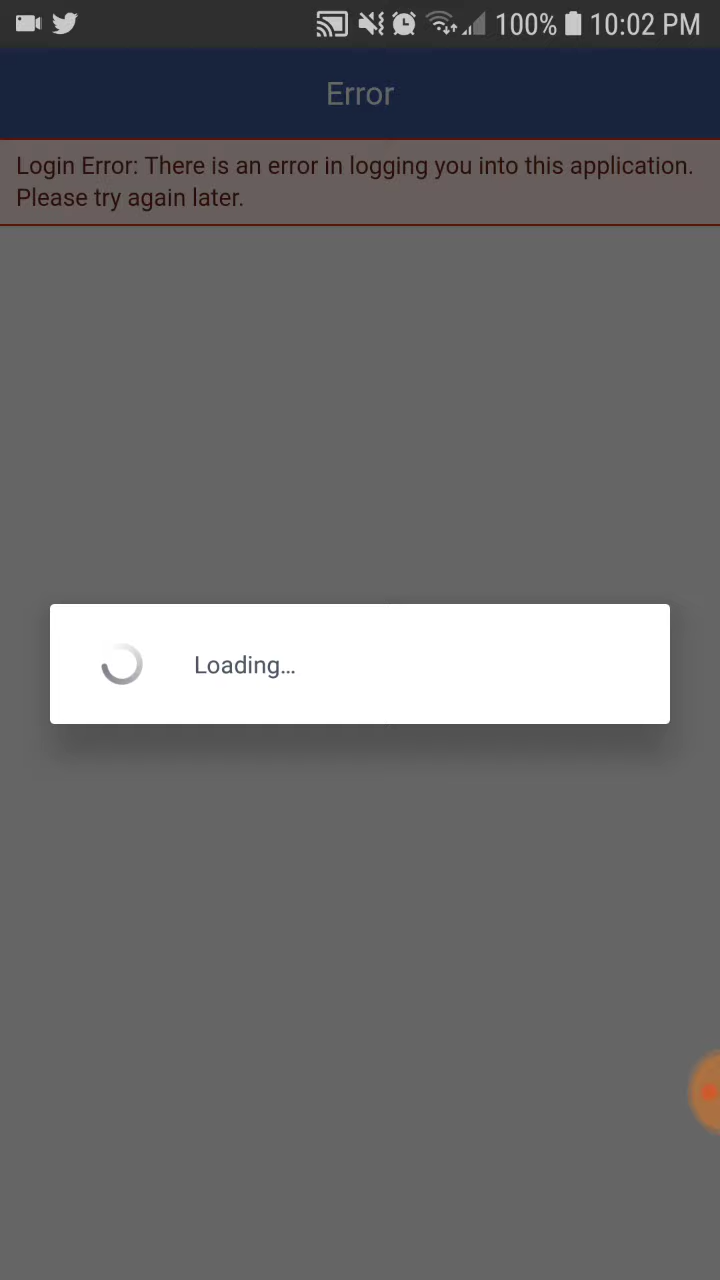 100% 10:02 PM
Error
Login Error: There is an error in logging you into this application.
Please try again later.
Loading...